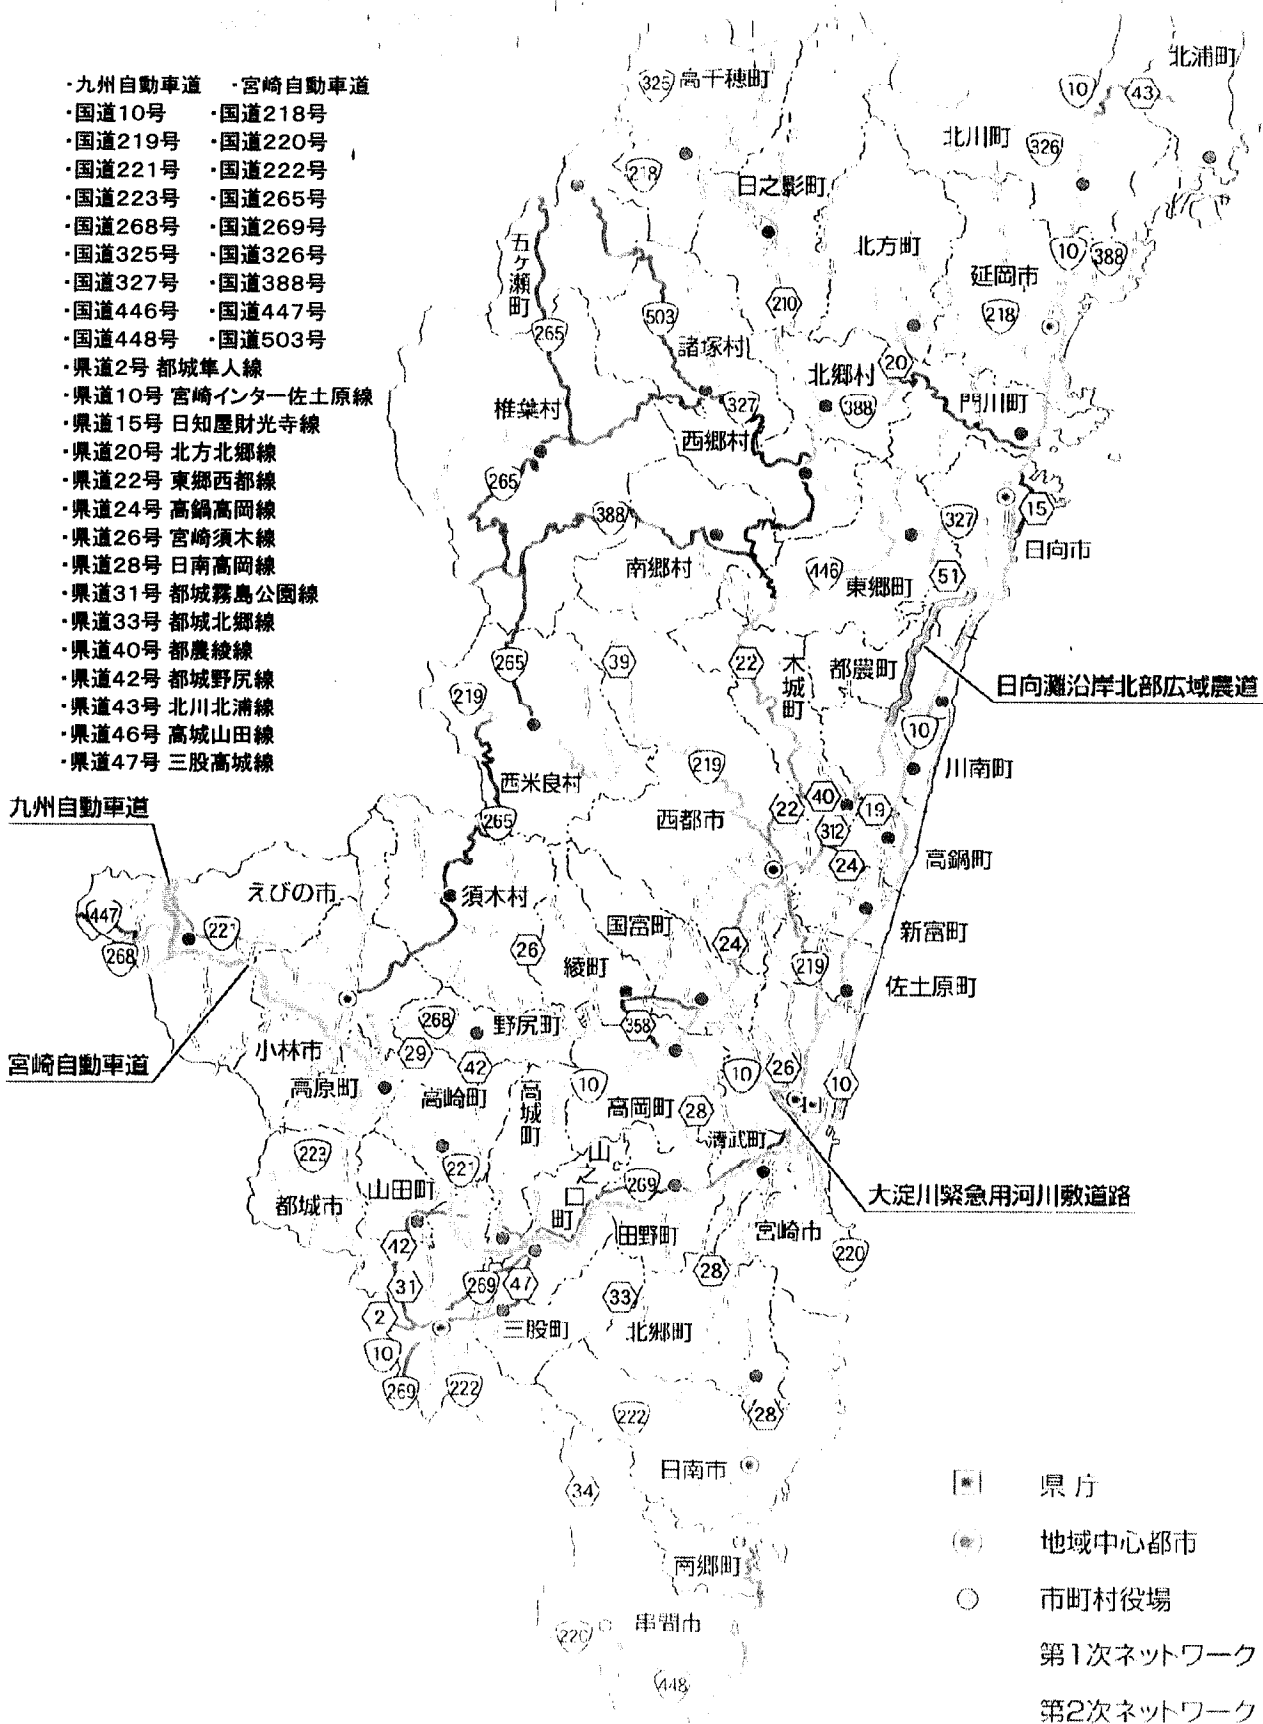 ・九州自動車道　・宮崎自動車道
・国道10号　・国道218号
・国道219号　・国道220号
・国道221号　・国道222号
・国道223号　・国道265号
・国道268号　・国道269号
・国道325号　・国道326号
・国道327号　・国道388号
・国道446号　・国道447号
・国道448号　・国道503号
・県道2号 都城隼人線
・県道10号 宮崎インター佐土原線
・県道15号 日知屋財光寺線
・県道20号 北方北郷線
・県道22号 東郷西都線
・県道24号 高鍋高岡線
・県道26号 宮崎須木線
・県道28号 日南高岡線
・県道31号 都城霧島公園線
・県道33号 都城北郷線
・県道40号 都農綾線
・県道42号 都城野尻線
・県道43号 北川北浦線
・県道46号 高城山田線
・県道47号 三股高城線
北浦町
325
高千穂町
10
43
北川町
326
218
日之影町
五ヶ瀬町
北方町
10
388
延岡市
210
218
503
265
諸塚村
20
北郷村
388
門川町
椎葉村
327
西郷村
265
388
15
327
日向市
南郷村
446
東郷町
51
265
39
22
木城町
都農町
219
日向灘沿岸北部広域農道
10
219
川南町
西米良村
22
40
19
九州自動車道
265
西都市
312
24
高鍋町
えびの市
須木村
447
221
国富町
新富町
268
26
24
綾町
219
佐土原町
268
野尻町
358
小林市
29
宮崎自動車道
42
10
26
10
高原町
高崎町
高城町
10
高岡町
28
清武町
223
221
山之口町
山田町
269
大淀川緊急用河川敷道路
都城市
田野町
宮崎市
42
220
28
31
269
47
33
2
三股町
北郷町
10
269
222
222
28
日南市
34
南郷町
220
串間市
448
県庁
地域中心都市
市町村役場
第1次ネットワーク
第2次ネットワーク